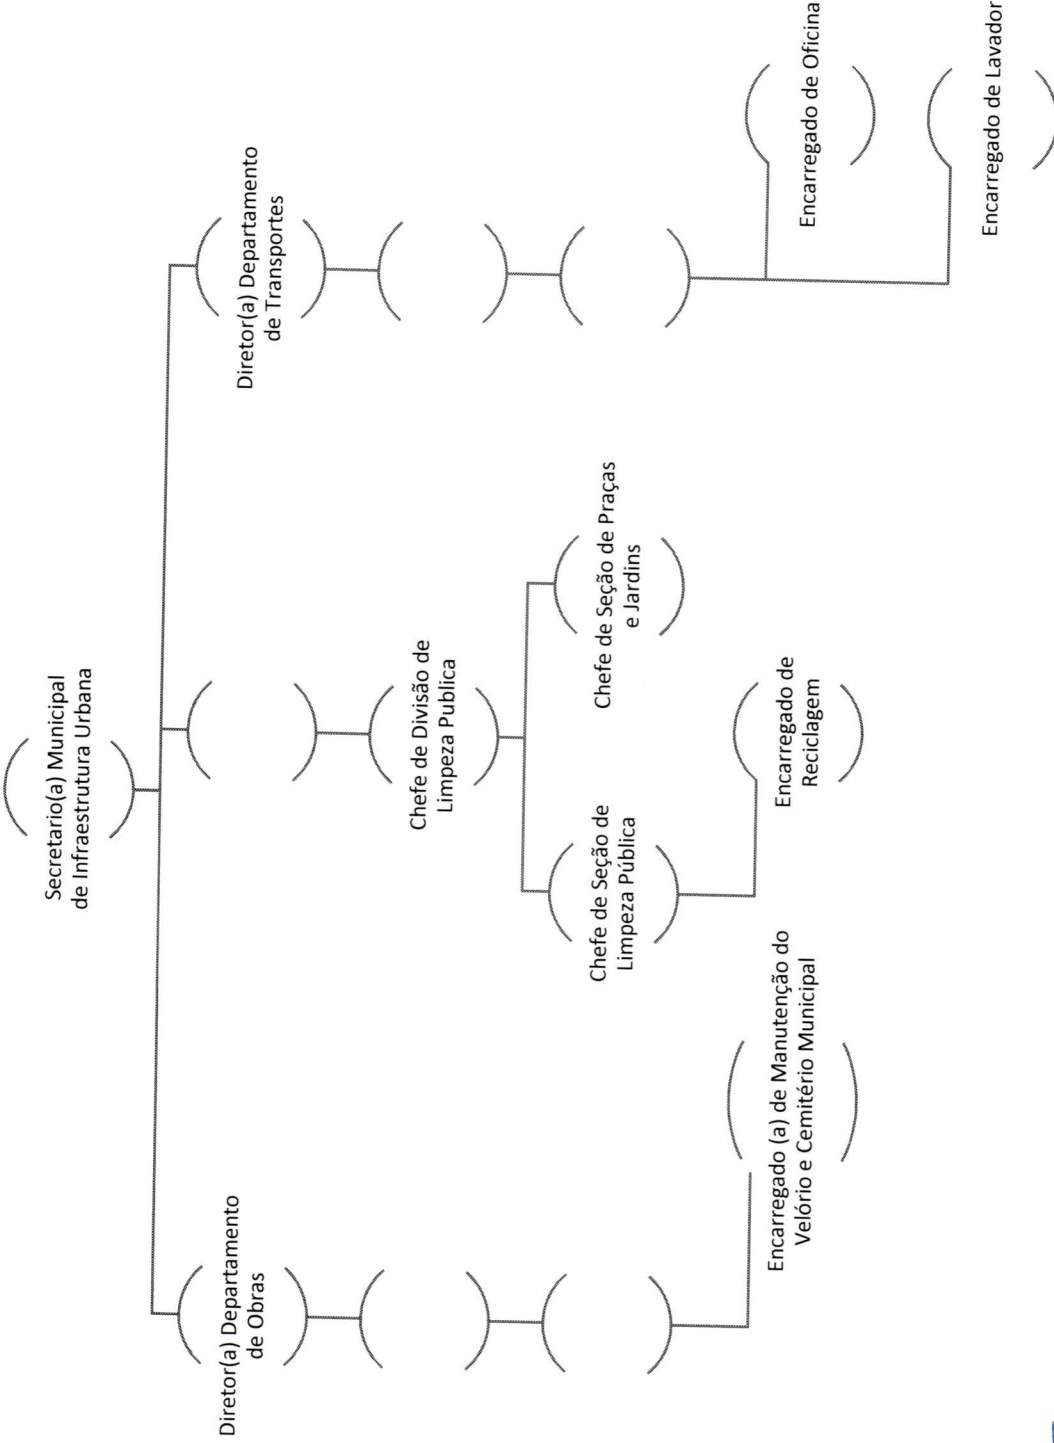 Secretario(a) Municipal
de Infraestrutura Urbana
Diretor(a) Departamento
de Obras
Diretor(a) Departamento
de Transportes
Chefe de Divisão de
Limpeza Publica
Chefe de Seção de
Limpeza Pública
Chefe de Seção de Praças
e Jardins
Encarregado (a) de Manutenção do
Velório e Cemitério Municipal
Encarregado de
Reciclagem
Encarregado de Oficina
Encarregado de Lavador